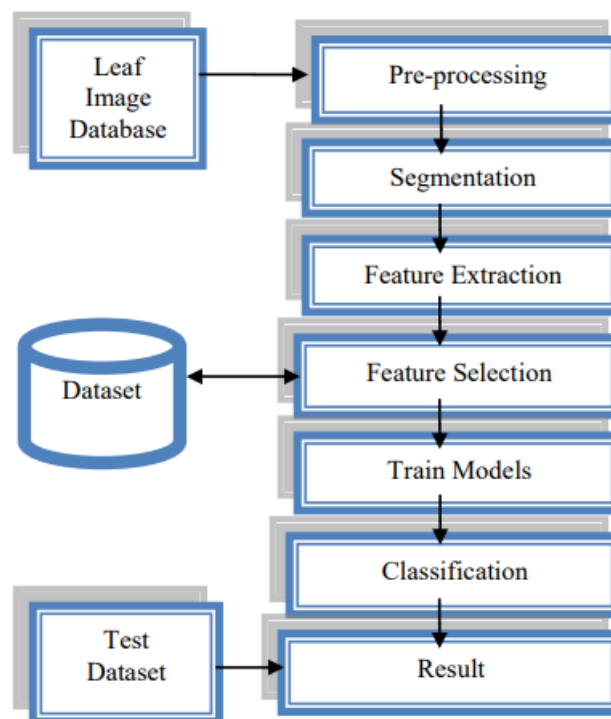 Leaf
Image
Database
Pre-processing
Segmentation
Feature Extraction
Dataset
Feature Selection
Train Models
Classification
Test
Dataset
Result